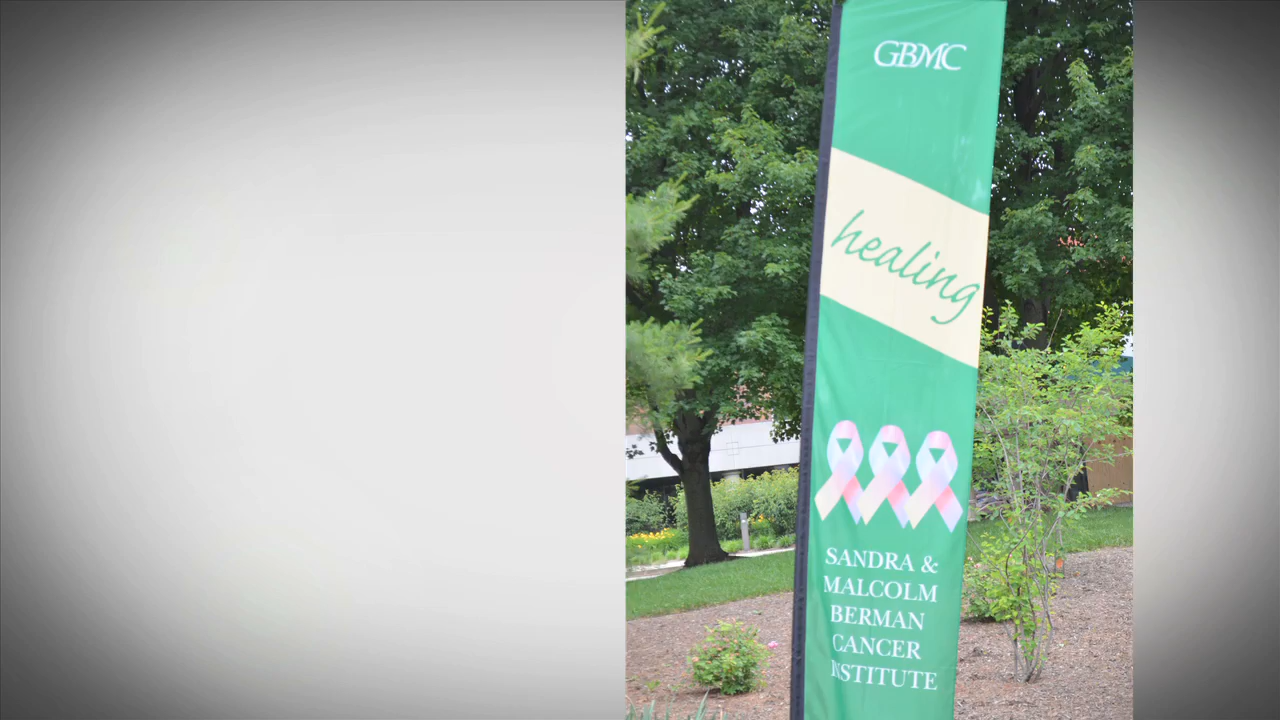 GBMC
healing
SANDRA &
MALCOLM
BERMAN
CANCER
INSTITUTE